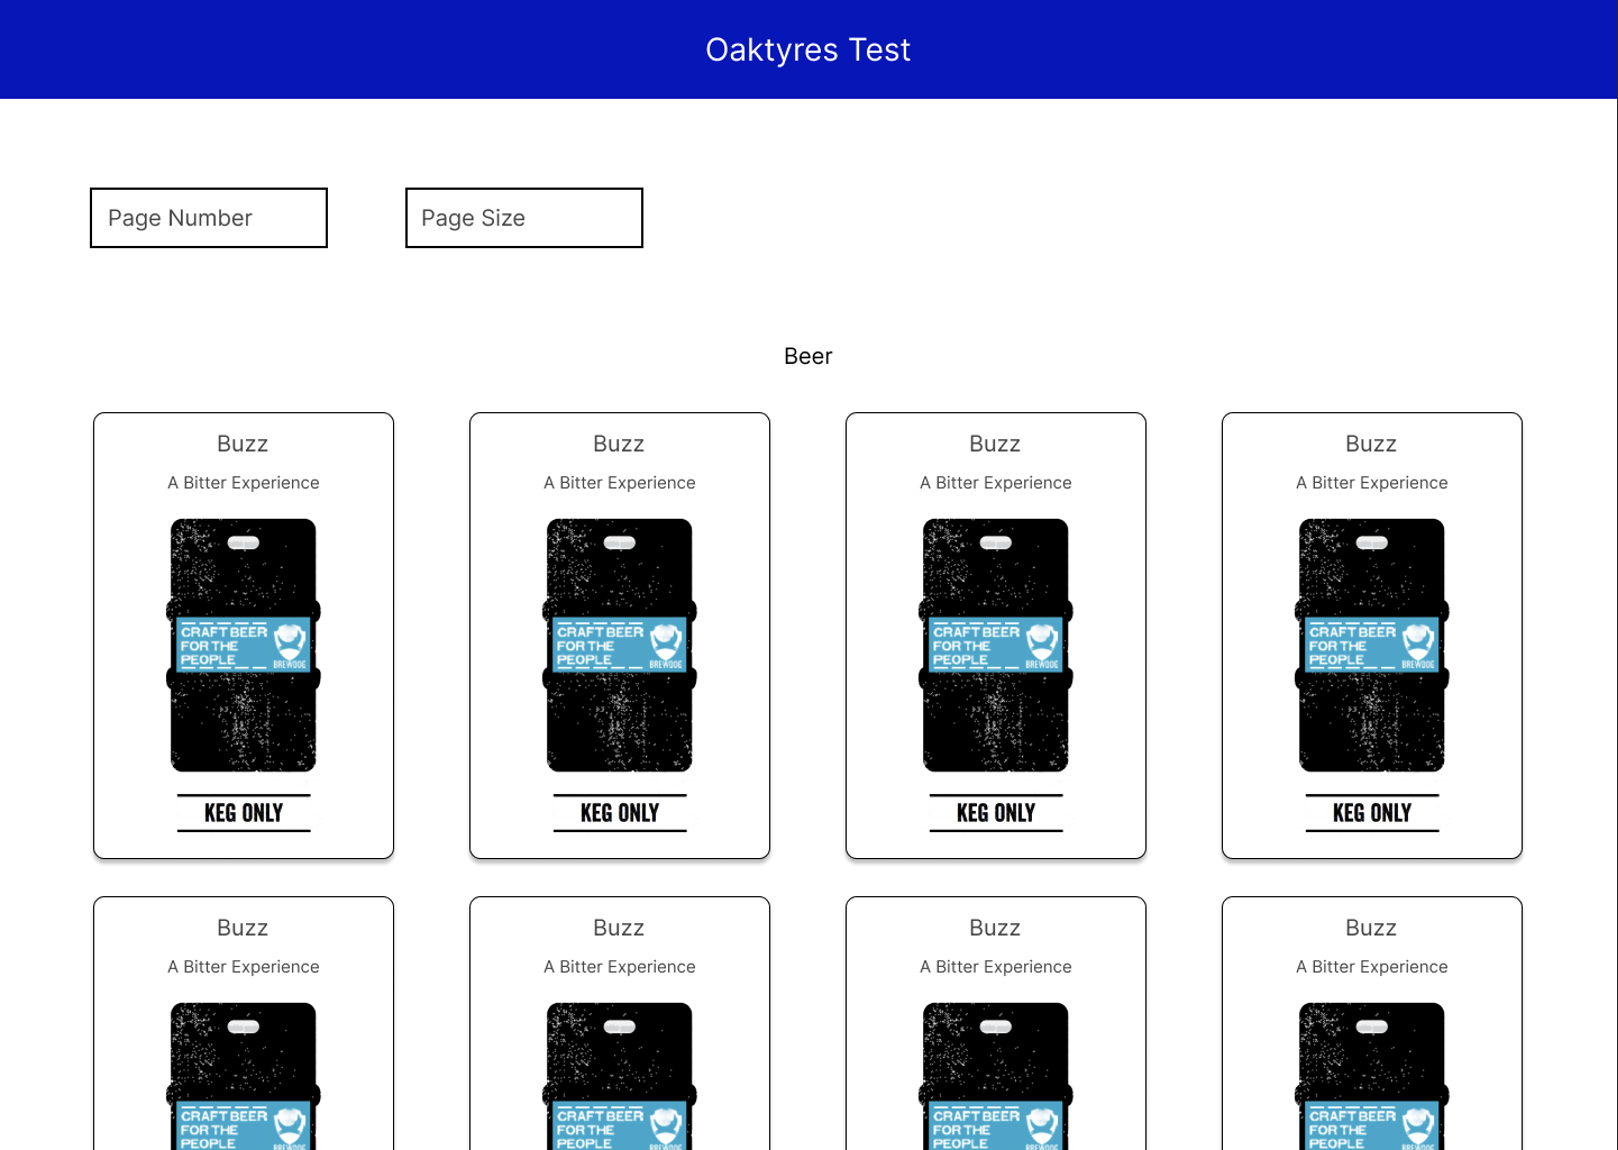 Oaktyres Test
Page Number
Page Size
Beer
Buzz
A Bitter Experience
CRAFT BEER
FOR THE
PEOPLE
BREWDOG
KEG ONLY
Buzz
A Bitter Experience
CRAFT BEER
FOR THE
PEOPLE
BREWDOG
KEG ONLY
Buzz
A Bitter Experience
CRAFT BEER
FOR THE
PEOPLE
BREWDOG
KEG ONLY
Buzz
A Bitter Experience
CRAFT BEER
FOR THE
PEOPLE
BREWDOG
KEG ONLY
Buzz
A Bitter Experience
CRAFT BEER
FOR THE
PEOPLE
BREWDOG
Buzz
A Bitter Experience
CRAFT BEER
FOR THE
PEOPLE
BREWDOG
Buzz
A Bitter Experience
CRAFT BEER
FOR THE
PEOPLE
BREWDOG
Buzz
A Bitter Experience
CRAFT BEER
FOR THE
PEOPLE
BREWDOG